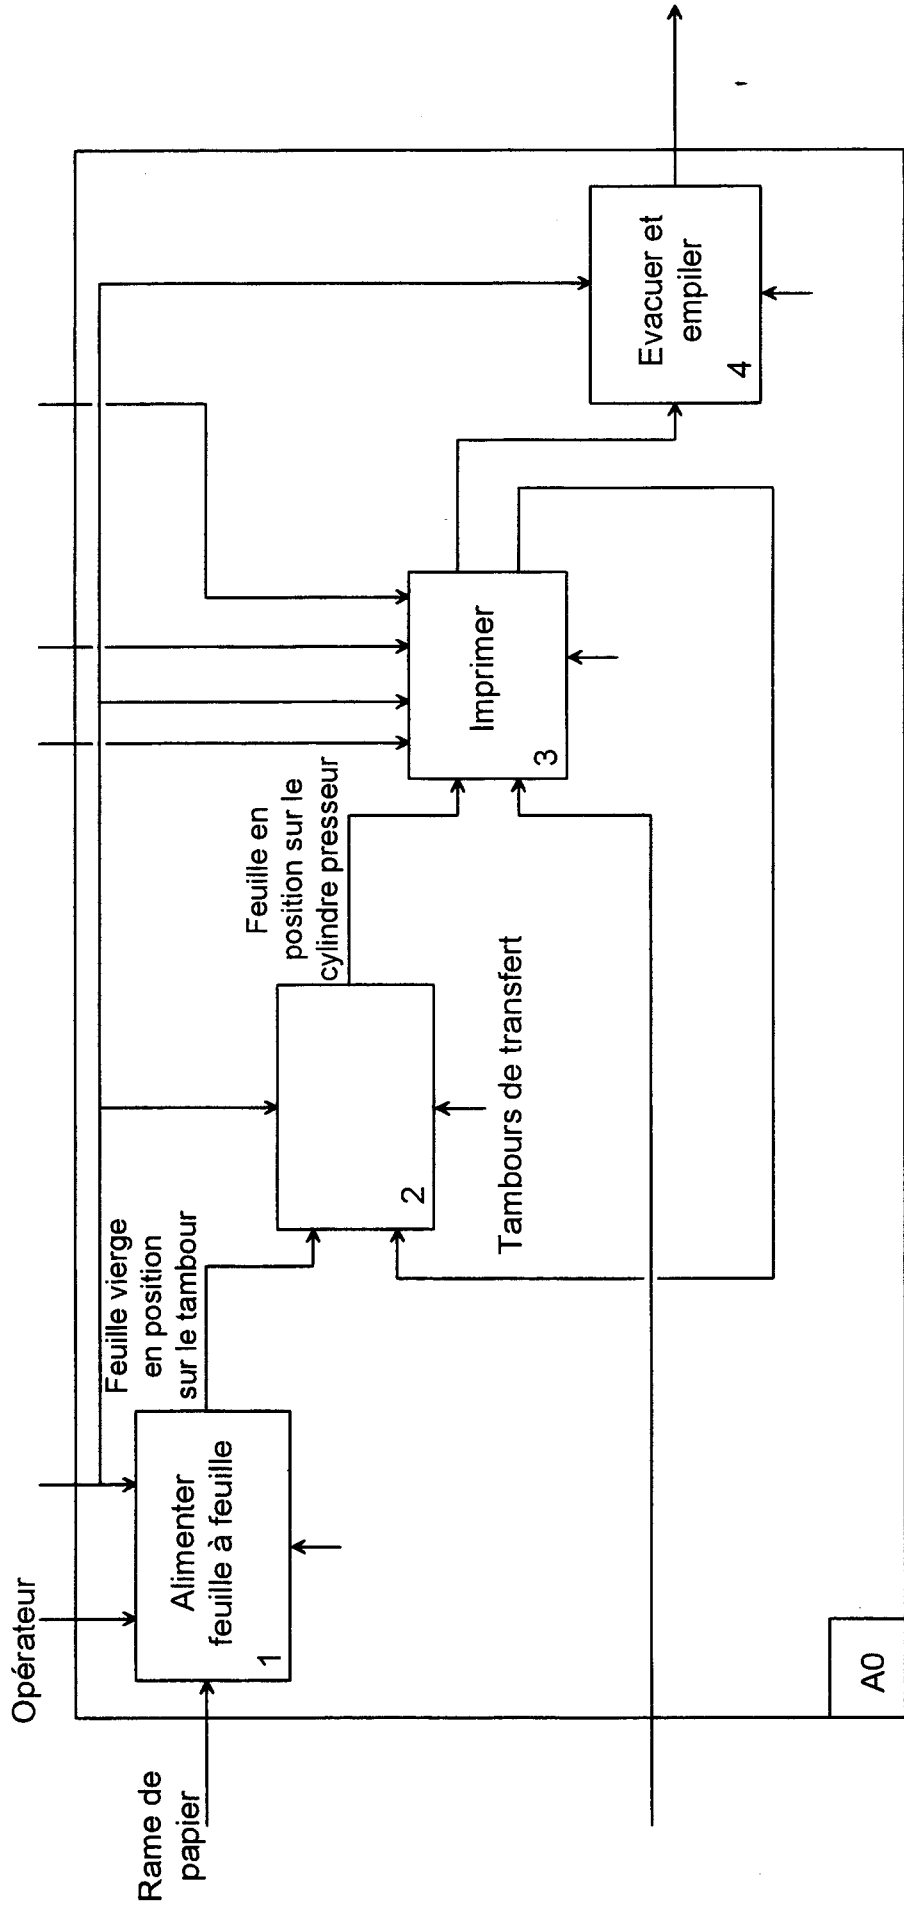 Opérateur
Rame de
papier
Alimenter
feuille à feuille
1
Feuille vierge
en position
sur le tambour
2
Tambours de transfert
Feuille en
position sur le
cylindre presseur
Imprimer
3
Evacuer et
empiler
4
A0